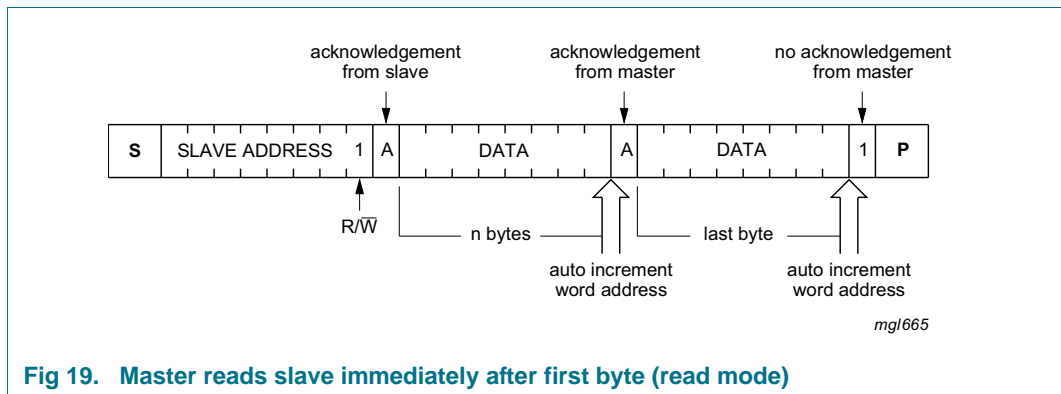 acknowledgement from slave
acknowledgement from master
no acknowledgement from master
S SLAVE ADDRESS 1 A DATA A DATA 1 P
R/W̅
n bytes
last byte
auto increment word address
auto increment word address
mgl665
Fig 19. Master reads slave immediately after first byte (read mode)